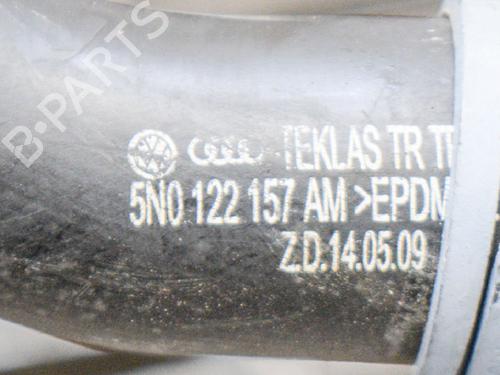 B-PARTS
TEKLAS TR
5N0 122 157 AM >EPDM
Z.D.14.05.09